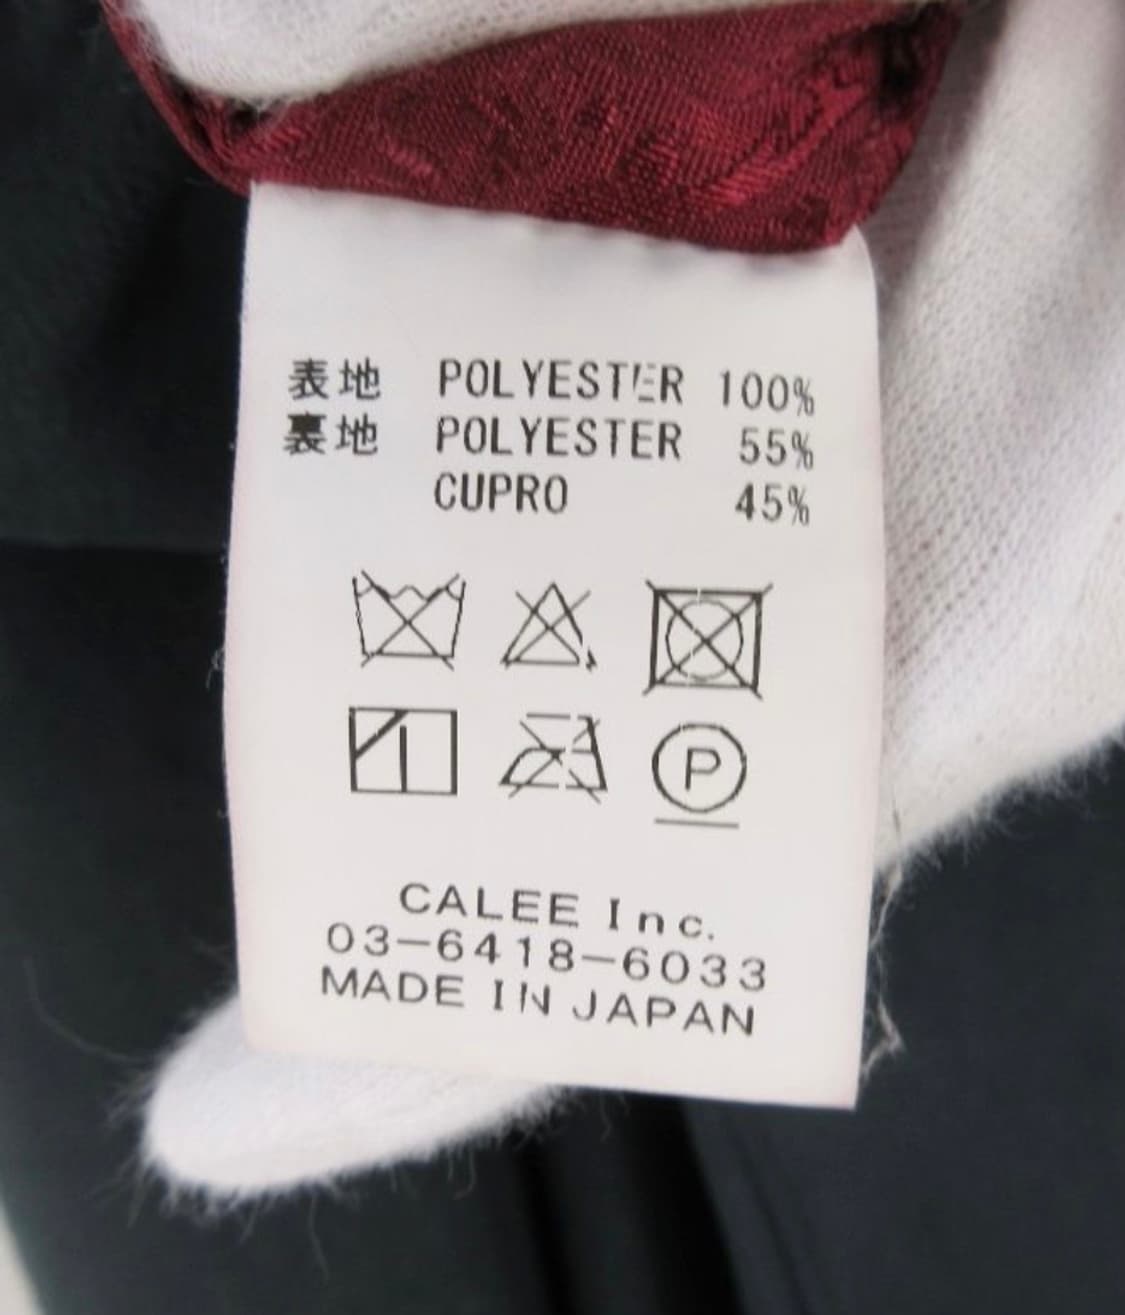 表地 POLYESTER 100%
裏地 POLYESTER 55%
CUPRO 45%
P
CALEE Inc.
03-6418-6033
MADE IN JAPAN